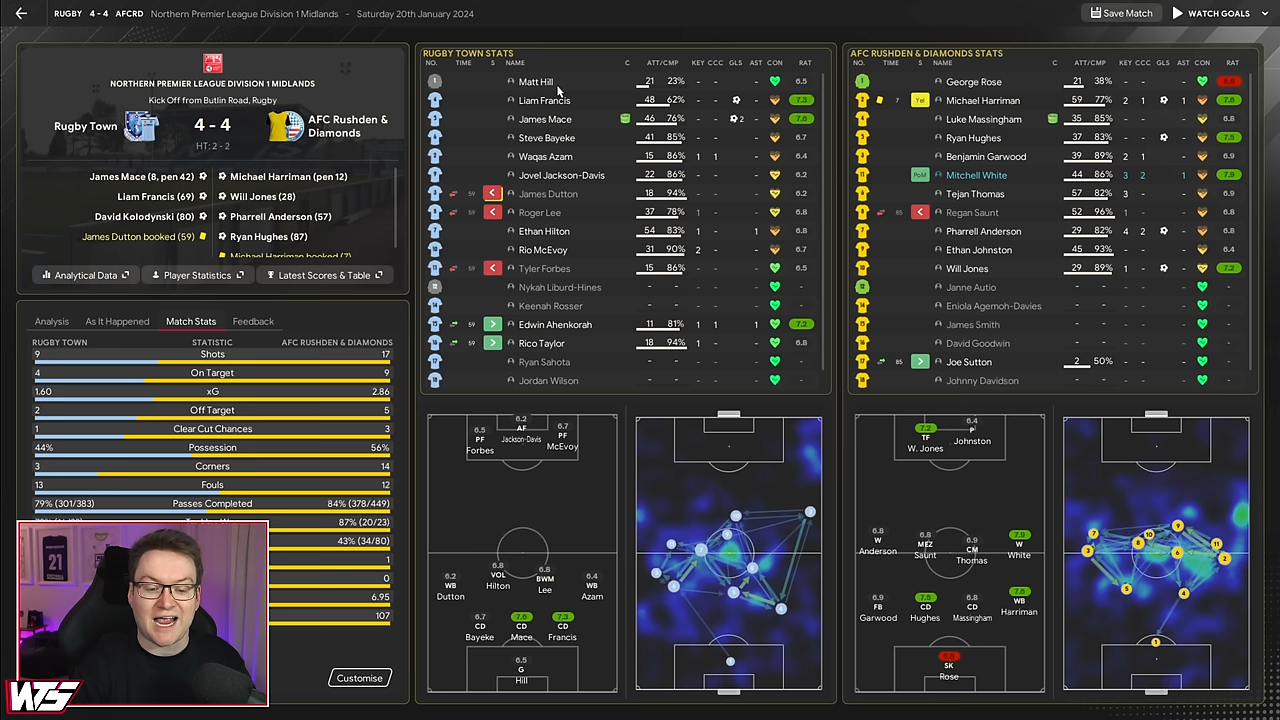 RUGBY 4 - 4 AFCRD Northern Premier League Division 1 Midlands - Saturday 20th January 2024
Save Match WATCH GOALS
NORTHERN PREMIER LEAGUE DIVISION 1 MIDLANDS
Kick Off from Butlin Road, Rugby
Rugby Town 4 - 4 AFC Rushden & Diamonds
HT: 2 - 2
James Mace (8, pen 42) Michael Harriman (pen 12)
Liam Francis (69) Will Jones (28)
David Kolodynski (80) Pharrell Anderson (57)
James Dutton booked (59) Ryan Hughes (87)
Michael Harriman booked (7)
Analytical Data Player Statistics Latest Scores & Table
Analysis As It Happened Match Stats Feedback
RUGBY TOWN STATISTIC AFC RUSHDEN & DIAMONDS
9 Shots 17
4 On Target 9
1.60 xG 2.86
2 Off Target 5
1 Clear Cut Chances 3
44% Possession 56%
3 Corners 14
13 Fouls 12
79% (301/383) Passes Completed 84% (378/449)
87% (20/23)
43% (34/80)
1
0
6.95
107
Customise
21
WS
RUGBY TOWN STATS
NO. TIME S NAME C ATT/CMP KEY CCC GLS AST CON RAT
1 Matt Hill 21 23% - - - - 6.5
Liam Francis 48 62% - - - 7.3
James Mace 46 76% - - 2 - 7.6
Steve Bayeke 41 85% - - - - 6.7
Waqas Azam 15 86% 1 1 - - 6.4
Jovel Jackson-Davis 22 86% - - - - 6.2
59 James Dutton 18 94% - - - - 6.2
59 Roger Lee 37 78% 1 - - - 6.8
Ethan Hilton 54 83% 1 - - 1 6.8
Rio McEvoy 31 90% 2 - - - 6.7
59 Tyler Forbes 15 86% - - - - 6.5
12 Nykah Liburd-Hines - - - - - - -
Keenah Rosser - - - - - - -
59 Edwin Ahenkorah 11 81% 1 1 - 1 7.2
59 Rico Taylor 18 94% 1 - - - 6.8
Ryan Sahota - - - - - - -
Jordan Wilson - - - - - - -
AFC RUSHDEN & DIAMONDS STATS
NO. TIME S NAME C ATT/CMP KEY CCC GLS AST CON RAT
1 George Rose 21 38% - - - -
7 Yel Michael Harriman 59 77% 2 1 1 7.6
Luke Massingham 35 85% - - - - 6.8
Ryan Hughes 37 83% - - - 7.5
Benjamin Garwood 39 89% 2 1 - - 6.9
PoM Mitchell White 44 86% 3 2 - 1 7.9
Tejan Thomas 57 82% 3 - - - 6.9
85 Regan Saunt 52 96% 1 - - - 6.8
Pharrell Anderson 29 82% 4 2 - 6.8
Ethan Johnston 45 93% - - - - 6.4
Will Jones 29 89% 1 - - 7.2
12 Janne Autio - - - - - - -
Eniola Agemoh-Davies - - - - - - -
James Smith - - - - - - -
David Goodwin - - - - - - -
85 Joe Sutton 2 50% - - - - -
Johnny Davidson - - - - - - -
6.5 PF Forbes
6.2 AF Jackson-Davis
6.7 PF McEvoy
6.2 WB Dutton
6.8 VOL Hilton
6.8 BWM Lee
6.4 WB Azam
6.7 CD Bayeke
7.6 CD Mace
7.3 CD Francis
6.5 G Hill
7.2 TF W. Jones
6.4 P Johnston
6.8 W Anderson
6.8 MEZ Saunt
6.9 CM Thomas
7.9 W White
6.9 FB Garwood
7.5 CD Hughes
6.8 CD Massingham
7.6 WB Harriman
SK Rose